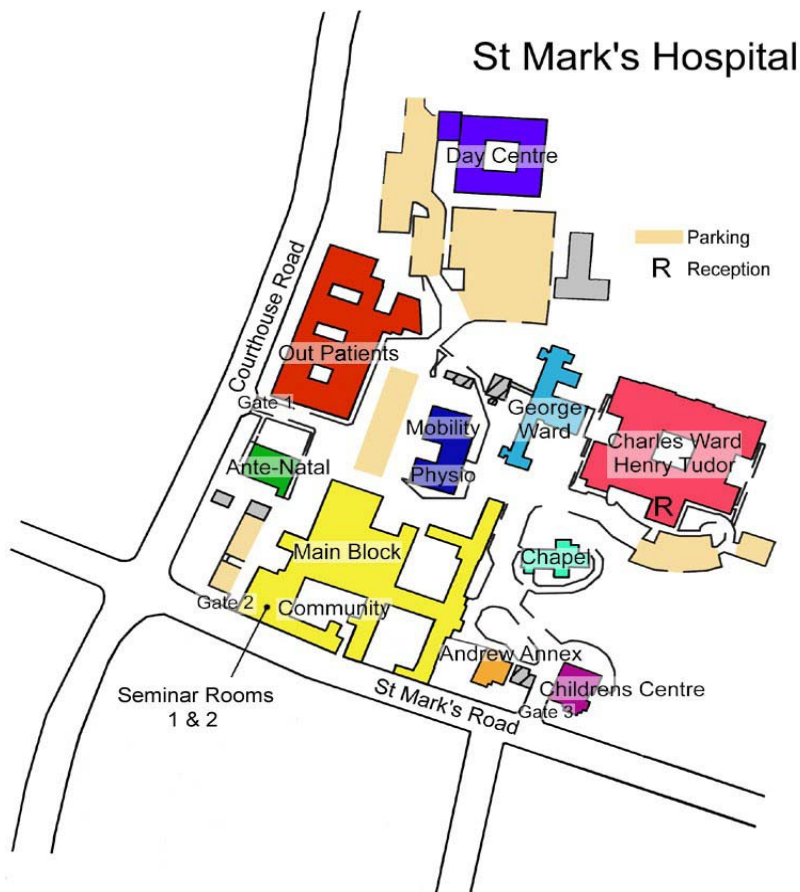 St Mark's Hospital
Day Centre
Parking
R Reception
Courthouse Road
Out Patients
Gate 1
George
Ward
Mobility
Charles Ward
Henry Tudor
Ante-Natal
Physio
R
Main Block
Chapel
Gate 2
Community
Andrew Annex
Seminar Rooms
1 & 2
St Mark's Road
Childrens Centre
Gate 3